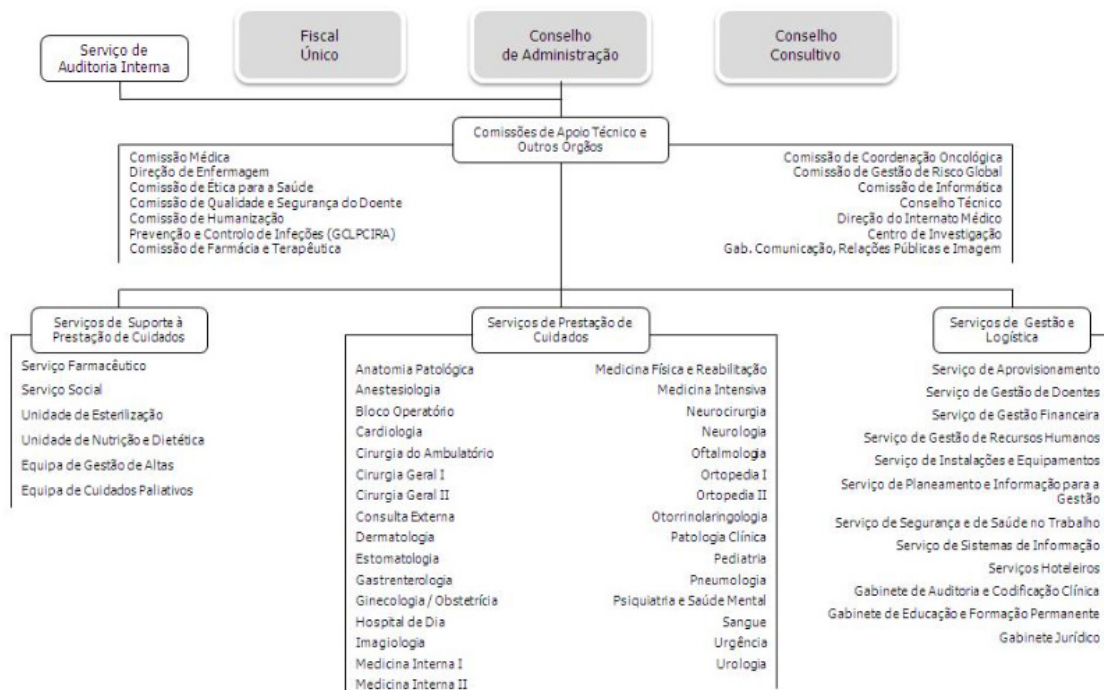 Serviço de
Auditoria Interna
Fiscal
Único
Conselho
de Administração
Conselho
Consultivo
Comissões de Apoio Técnico e
Outros Orgãos
Comissão Médica
Direção de Enfermagem
Comissão de Ética para a Saúde
Comissão de Qualidade e Segurança do Doente
Comissão de Humanização
Prevenção e Controlo de Infeções (GCLPCIRA)
Comissão de Farmácia e Terapêutica
Comissão de Coordenação Oncológica
Comissão de Gestão de Risco Global
Comissão de Informática
Conselho Técnico
Direção do Internato Médico
Centro de Investigação
Gab. Comunicação, Relações Públicas e Imagem
Serviços de Suporte à
Prestação de Cuidados
Serviço Farmacêutico
Serviço Social
Unidade de Esterilização
Unidade de Nutrição e Dietética
Equipa de Gestão de Altas
Equipa de Cuidados Paliativos
Serviços de Prestação de
Cuidados
Anatomia Patológica
Anestesiologia
Bloco Operatório
Cardiologia
Cirurgia do Ambulatório
Cirurgia Geral I
Cirurgia Geral II
Consulta Externa
Dermatologia
Estomatologia
Gastrenterologia
Ginecologia / Obstetrícia
Hospital de Dia
Imagiologia
Medicina Interna I
Medicina Interna II
Medicina Física e Reabilitação
Medicina Intensiva
Neurocirurgia
Neurologia
Oftalmologia
Ortopedia I
Ortopedia II
Otorrinolaringologia
Patologia Clínica
Pediatria
Pneumologia
Psiquiatria e Saúde Mental
Sangue
Urgência
Urologia
Serviços de Gestão e
Logística
Serviço de Aprovisionamento
Serviço de Gestão de Doentes
Serviço de Gestão Financeira
Serviço de Gestão de Recursos Humanos
Serviço de Instalações e Equipamentos
Serviço de Planeamento e Informação para a
Gestão
Serviço de Segurança e de Saúde no Trabalho
Serviço de Sistemas de Informação
Serviços Hoteleiros
Gabinete de Auditoria e Codificação Clínica
Gabinete de Educação e Formação Permanente
Gabinete Jurídico